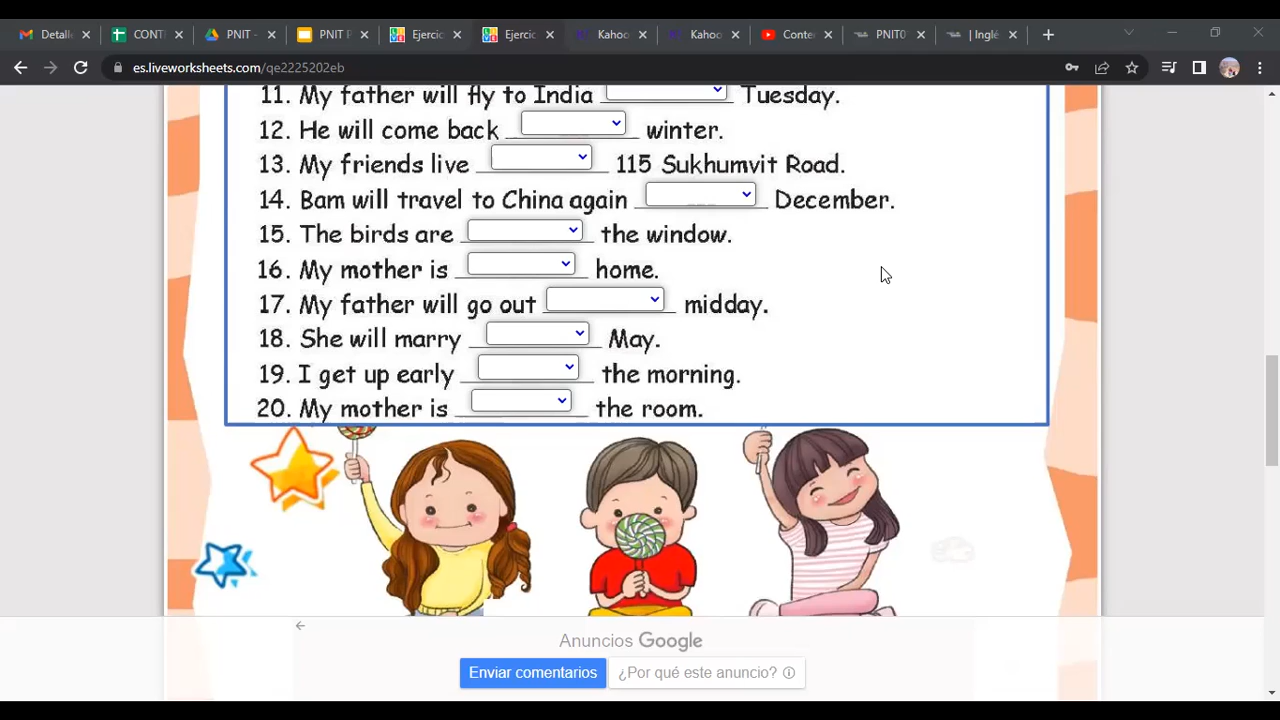 Detalle
CONT
PNIT -
PNIT F
Ejercic
Ejercic
Kahoo
Kahoo
Conte
PNIT0
| Inglé
es.liveworksheets.com/qe2225202eb
11. My father will fly to India Tuesday.
12. He will come back winter.
13. My friends live 115 Sukhumvit Road.
14. Bam will travel to China again December.
15. The birds are the window.
16. My mother is home.
17. My father will go out midday.
18. She will marry May.
19. I get up early the morning.
20. My mother is the room.
Anuncios Google
Enviar comentarios
¿Por qué este anuncio?